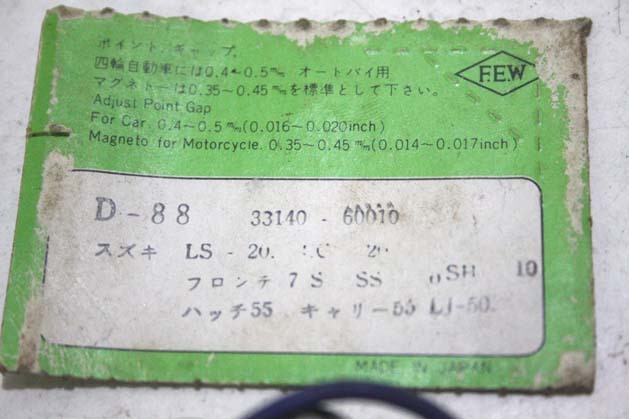 ポイント.ギャップ.
FEW
四輪自動車には0.4~0.5㎜ オートバイ用
マグネトーは0.35~0.45㎜を標準として下さい。
Adjust Point Gap
For Car. 0.4~0.5㎜(0.016~0.020inch)
Magneto for Motorcycle. 0.35~0.45㎜(0.014~0.017inch)
D-88 33140-60010
スズキ LS-20.
フロンテ 7S SS 10
ハッチ55 キャリー-55 LJ-50.
MADE IN JAPAN